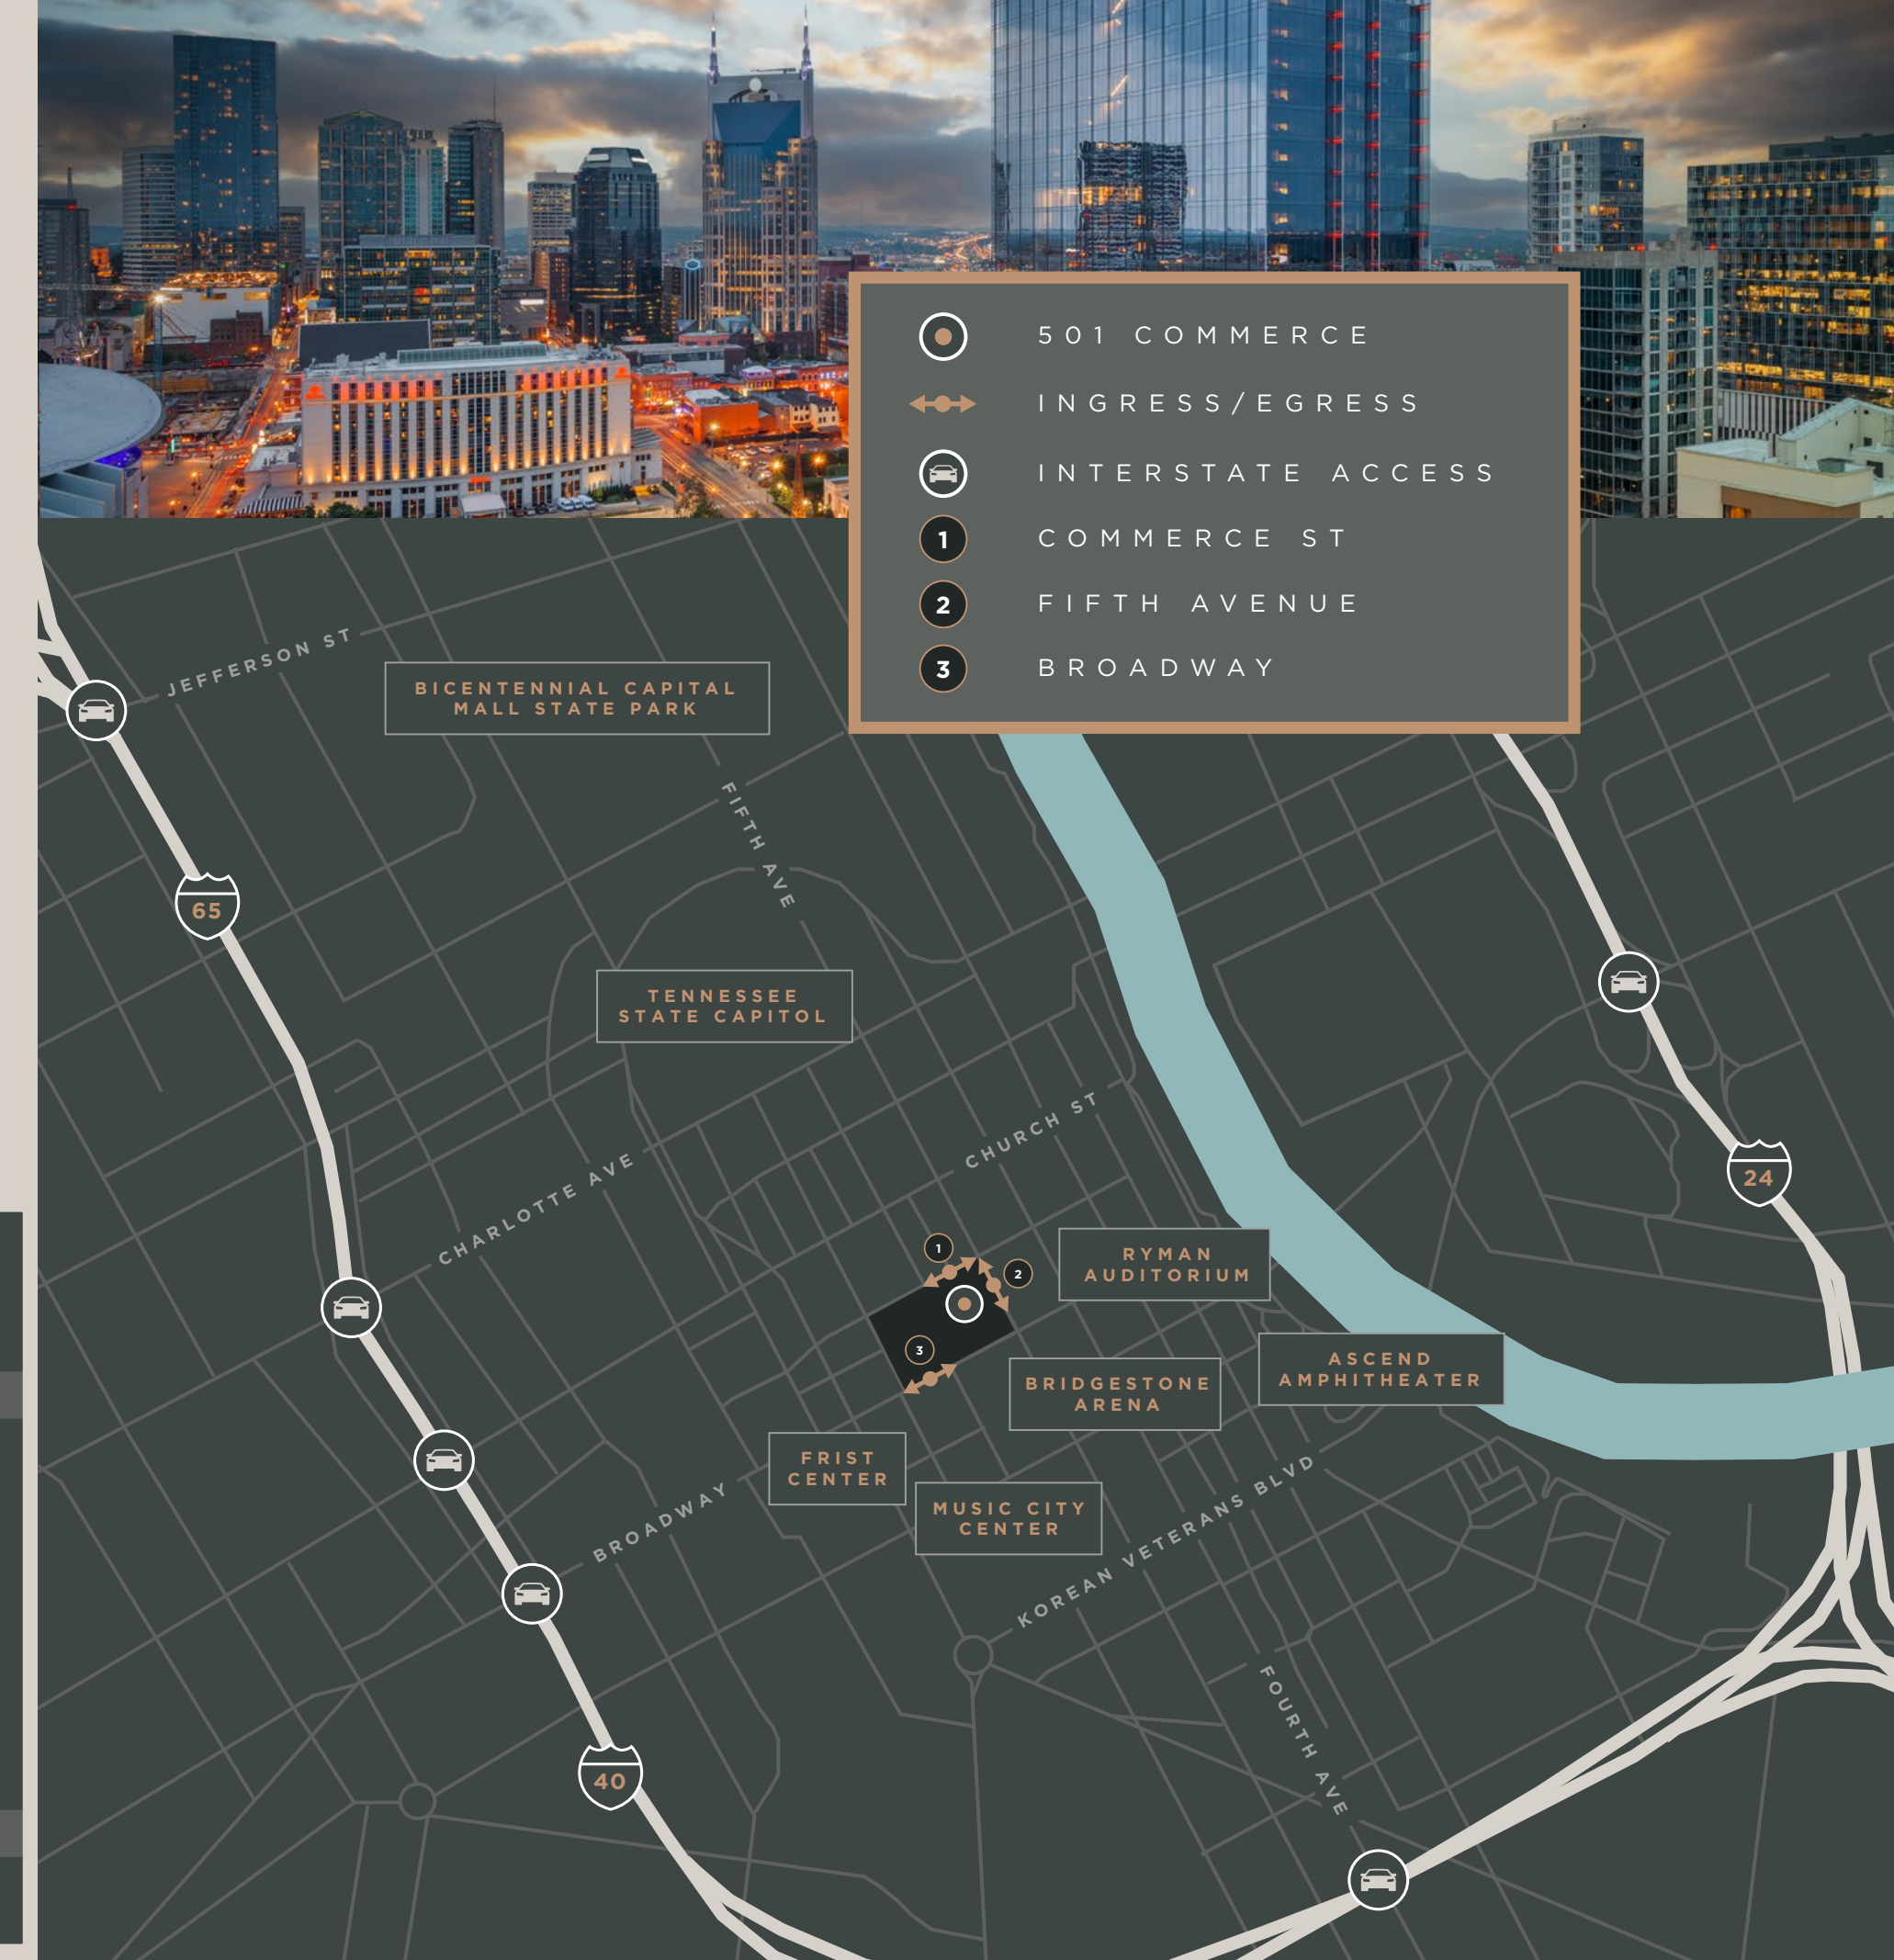 501 COMMERCE
INGRESS/EGRESS
INTERSTATE ACCESS
1 COMMERCE ST
2 FIFTH AVENUE
3 BROADWAY
JEFFERSON ST
BICENTENNIAL CAPITAL
MALL STATE PARK
FIFTH AVE
65
TENNESSEE
STATE CAPITOL
CHURCH ST
CHARLOTTE AVE
24
1
2
3
RYMAN
AUDITORIUM
BRIDGESTONE
ARENA
ASCEND
AMPHITHEATER
FRIST
CENTER
MUSIC CITY
CENTER
BROADWAY
KOREAN VETERANS BLVD
FOURTH AVE
40